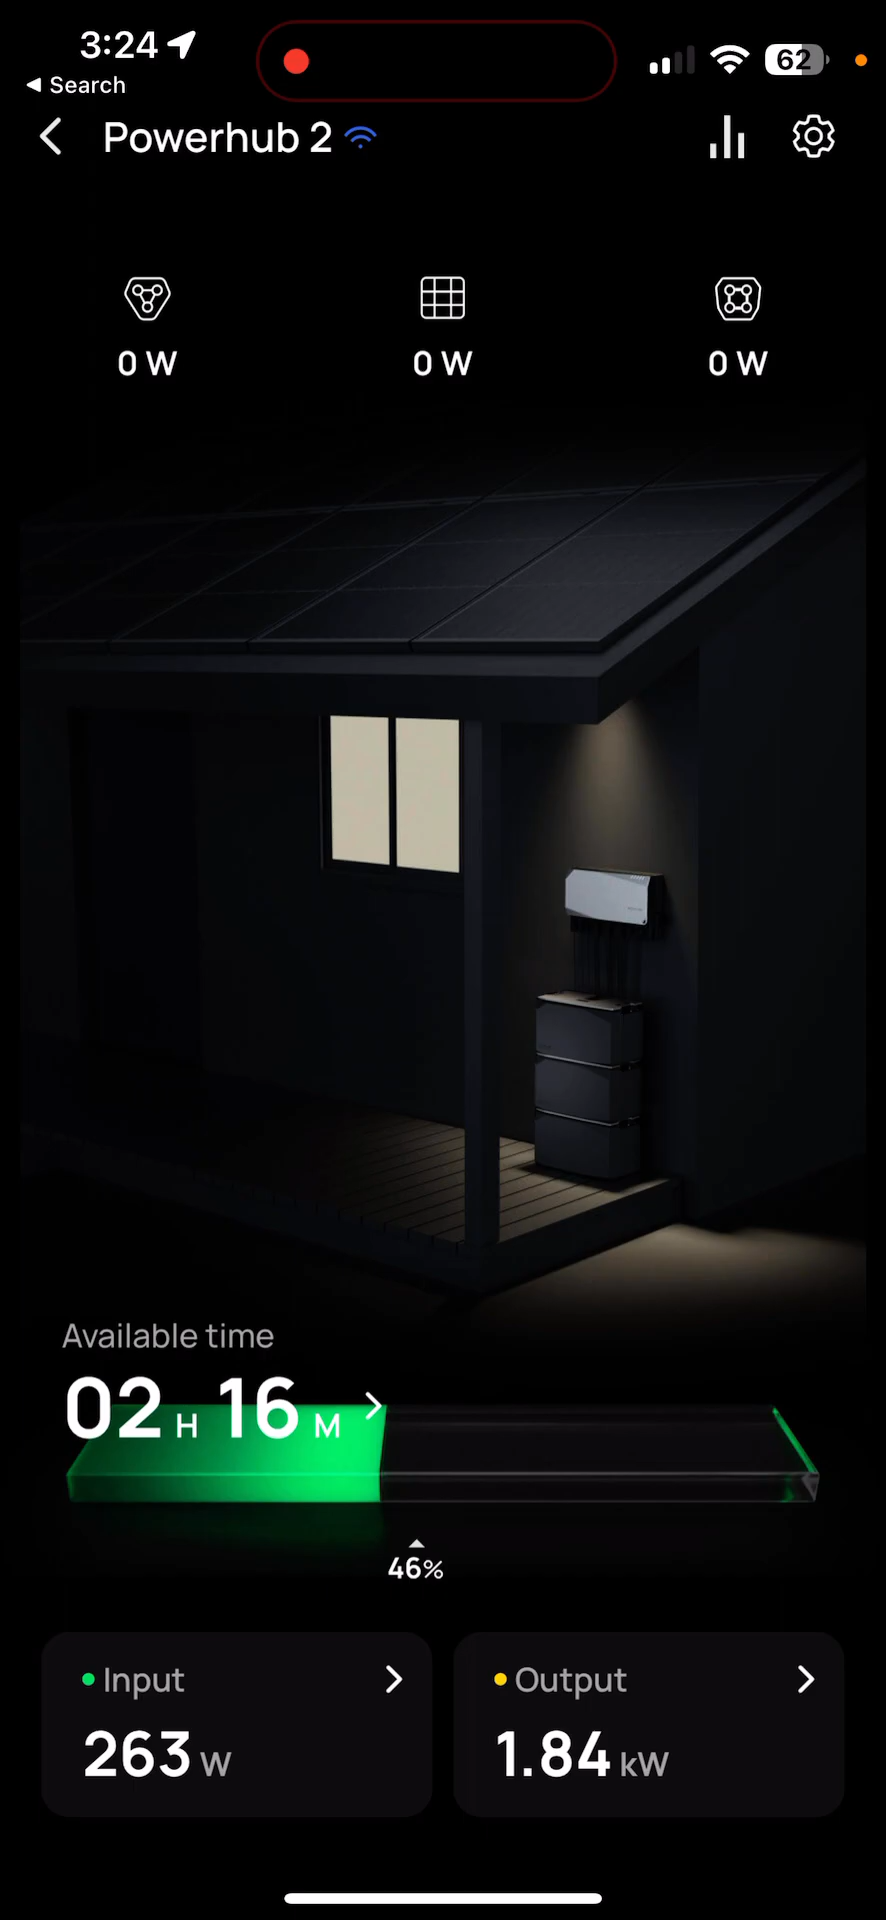 3:24
62
Search
Powerhub 2
0 W
0 W
0 W
Available time
02 H 16 M
46%
Input
Output
263 W
1.84 kW